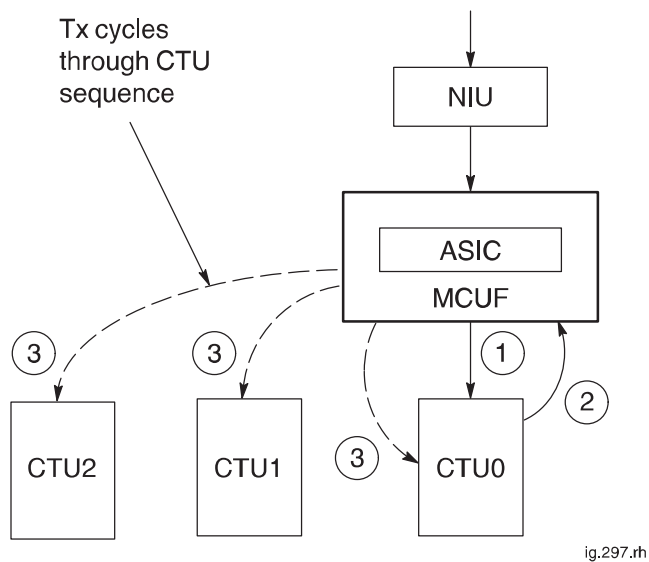 Tx cycles
through CTU
sequence
NIU
ASIC
MCUF
3
3
1
2
3
CTU2
CTU1
CTU0
ig.297.rh